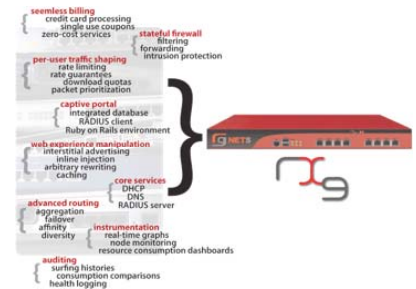 seemless billing
credit card processing
single use coupons
zero-cost services
stateful firewall
filtering
forwarding
intrusion protection
per-user traffic shaping
rate limiting
rate guarantees
download quotas
packet prioritization
captive portal
integrated database
RADIUS client
Ruby on Rails environment
web experience manipulation
interstitial advertising
inline injection
arbitrary rewriting
caching
core services
DHCP
DNS
RADIUS server
advanced routing
aggregation
failover
affinity
diversity
instrumentation
real-time graphs
node monitoring
resource consumption dashboards
auditing
surfing histories
consumption comparisons
health logging
rg NETS
rxg